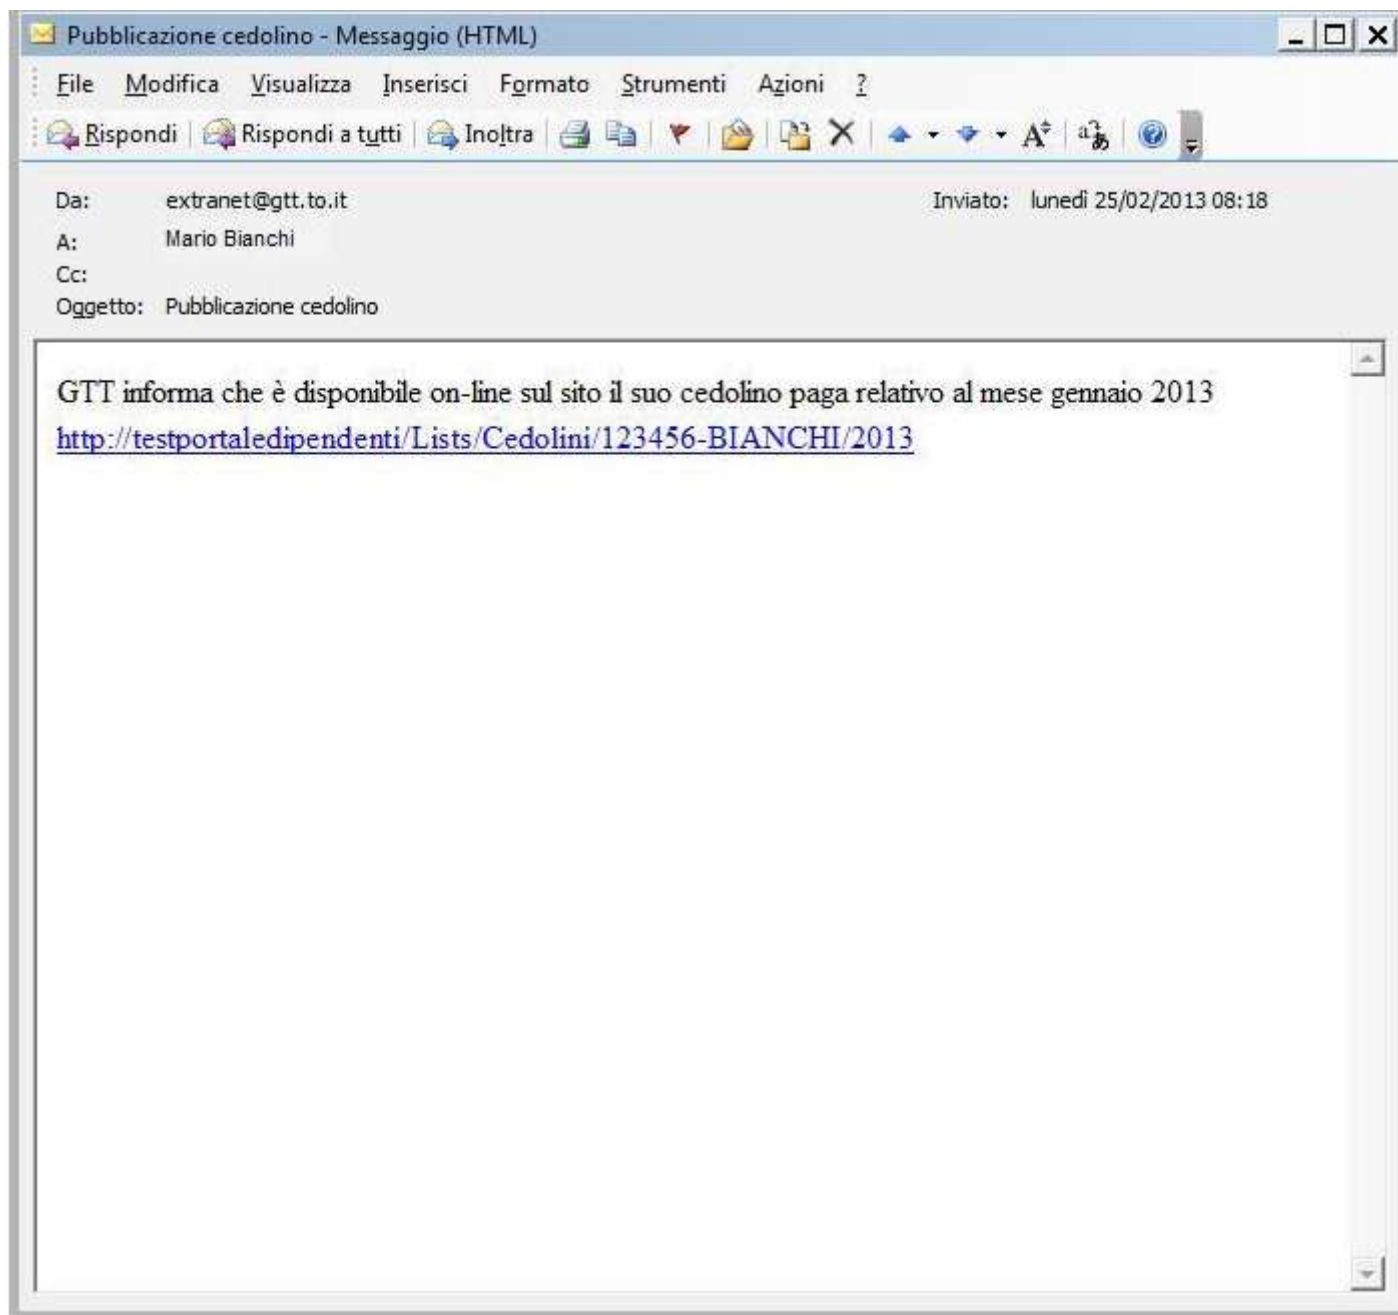 Pubblicazione cedolino - Messaggio (HTML)
File Modifica Visualizza Inserisci Formato Strumenti Azioni ?
Rispondi Rispondi a tutti Inoltra
Da: extranet@gtt.to.it Inviato: lunedì 25/02/2013 08:18
A: Mario Bianchi
Cc:
Oggetto: Pubblicazione cedolino
GTT informa che è disponibile on-line sul sito il suo cedolino paga relativo al mese gennaio 2013
http://testportaledipendenti/Lists/Cedolini/123456-BIANCHI/2013